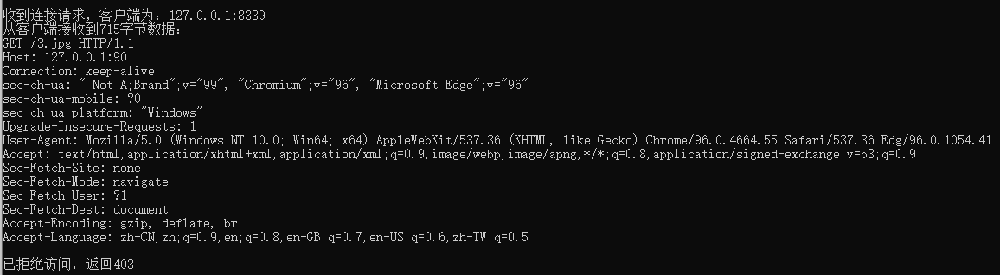 收到连接请求，客户端为：127.0.0.1:8339
从客户端接收到715字节数据：
GET /3.jpg HTTP/1.1
Host: 127.0.0.1:90
Connection: keep-alive
sec-ch-ua: " Not A;Brand";v="99", "Chromium";v="96", "Microsoft Edge";v="96"
sec-ch-ua-mobile: ?0
sec-ch-ua-platform: "Windows"
Upgrade-Insecure-Requests: 1
User-Agent: Mozilla/5.0 (Windows NT 10.0; Win64; x64) AppleWebKit/537.36 (KHTML, like Gecko) Chrome/96.0.4664.55 Safari/537.36 Edg/96.0.1054.41
Accept: text/html,application/xhtml+xml,application/xml;q=0.9,image/webp,image/apng,*/*;q=0.8,application/signed-exchange;v=b3;q=0.9
Sec-Fetch-Site: none
Sec-Fetch-Mode: navigate
Sec-Fetch-User: ?1
Sec-Fetch-Dest: document
Accept-Encoding: gzip, deflate, br
Accept-Language: zh-CN,zh;q=0.9,en;q=0.8,en-GB;q=0.7,en-US;q=0.6,zh-TW;q=0.5
已拒绝访问，返回403